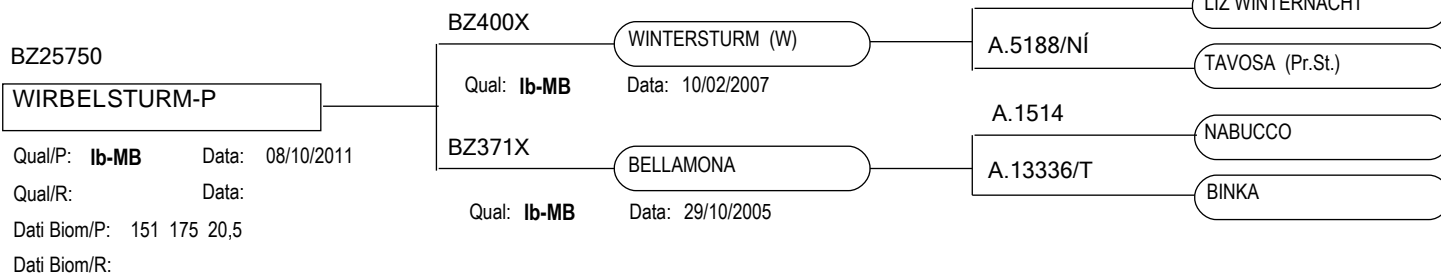 LIZ WINTERNACHT
BZ400X
WINTERSTURM (W)
A.5188/NÍ
BZ25750
TAVOSA (Pr.St.)
Qual: Ib-MB Data: 10/02/2007
WIRBELSTURM-P
A.1514
NABUCCO
Qual/P: Ib-MB Data: 08/10/2011
BZ371X
BELLAMONA
A.13336/T
Qual/R: Data:
BINKA
Qual: Ib-MB Data: 29/10/2005
Dati Biom/P: 151 175 20,5
Dati Biom/R: